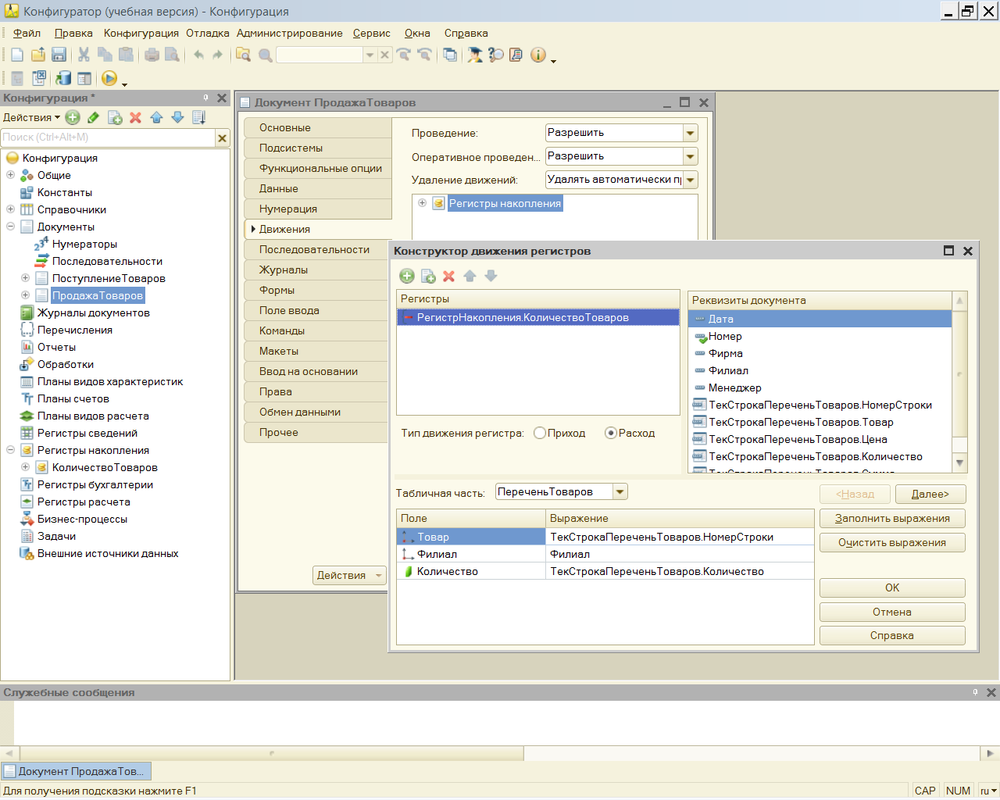 Конфигуратор (учебная версия) - Конфигурация
Файл Правка Конфигурация Отладка Администрирование Сервис Окна Справка
Конфигурация *
Действия
Поиск (Ctrl+Alt+M)
Конфигурация
Общие
Константы
Справочники
Документы
Нумераторы
Последовательности
ПоступлениеТоваров
ПродажаТоваров
Журналы документов
Перечисления
Отчеты
Обработки
Планы видов характеристик
Планы счетов
Планы видов расчета
Регистры сведений
Регистры накопления
КоличествоТоваров
Регистры бухгалтерии
Регистры расчета
Бизнес-процессы
Задачи
Внешние источники данных
Документ ПродажаТоваров
Основные
Подсистемы
Функциональные опции
Данные
Нумерация
Движения
Последовательности
Журналы
Формы
Поле ввода
Команды
Макеты
Ввод на основании
Права
Обмен данными
Прочее
Действия
Проведение: Разрешить
Оперативное проведен... Разрешить
Удаление движений: Удалять автоматически
Регистры накопления
Конструктор движения регистров
Регистры
РегистрНакопления.КоличествоТоваров
Тип движения регистра: Приход Расход
Реквизиты документа
Дата
Номер
Фирма
Филиал
Менеджер
ТекСтрокаПереченьТоваров.НомерСтроки
ТекСтрокаПереченьТоваров.Товар
ТекСтрокаПереченьТоваров.Цена
ТекСтрокаПереченьТоваров.Количество
ТекСтрокаПереченьТоваров.Сумма
Табличная часть: ПереченьТоваров
<Назад Далее>
Поле Выражение
Товар ТекСтрокаПереченьТоваров.НомерСтроки
Филиал Филиал
Количество ТекСтрокаПереченьТоваров.Количество
Заполнить выражения
Очистить выражения
OK
Отмена
Справка
Служебные сообщения
Документ ПродажаТов...
Для получения подсказки нажмите F1
CAP NUM ru